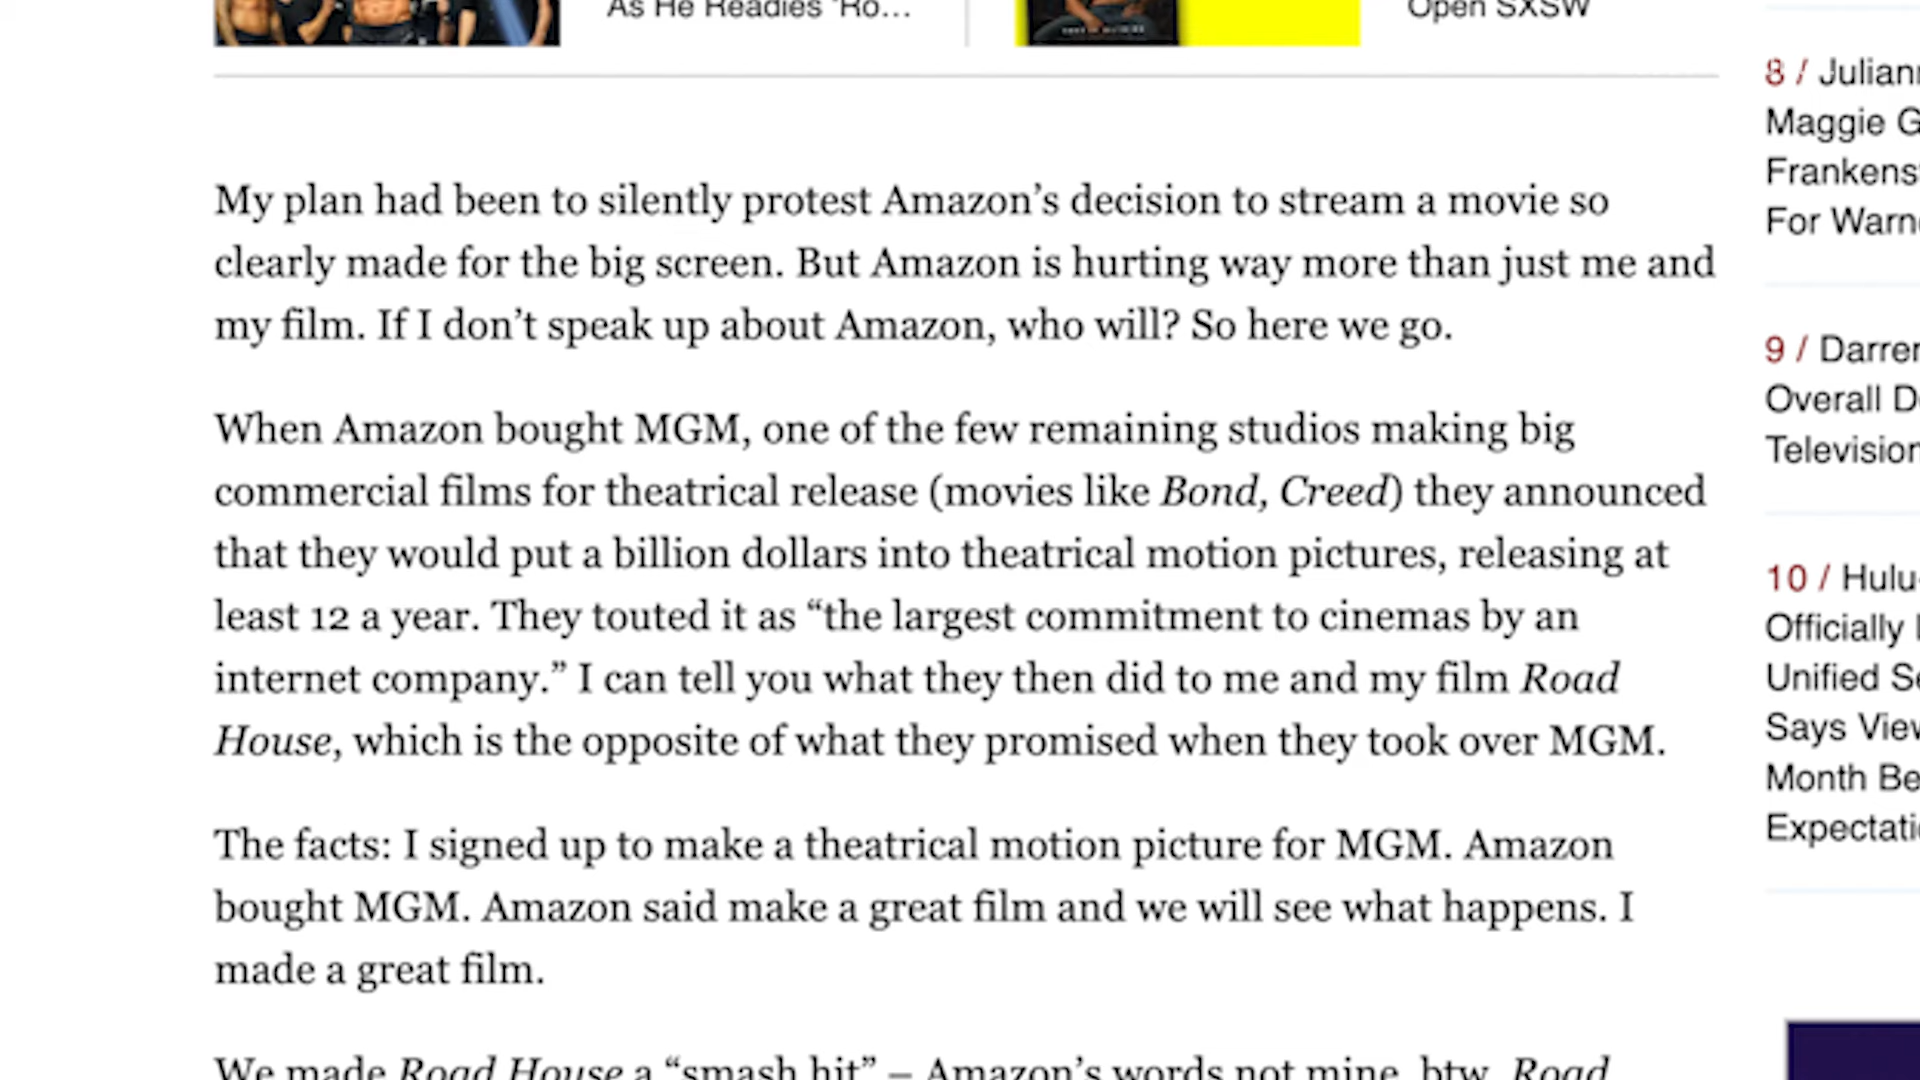 As He Readies 'Ro...
Open SXSW
My plan had been to silently protest Amazon’s decision to stream a movie so
clearly made for the big screen. But Amazon is hurting way more than just me and
my film. If I don’t speak up about Amazon, who will? So here we go.
When Amazon bought MGM, one of the few remaining studios making big
commercial films for theatrical release (movies like Bond, Creed) they announced
that they would put a billion dollars into theatrical motion pictures, releasing at
least 12 a year. They touted it as “the largest commitment to cinemas by an
internet company.” I can tell you what they then did to me and my film Road
House, which is the opposite of what they promised when they took over MGM.
The facts: I signed up to make a theatrical motion picture for MGM. Amazon
bought MGM. Amazon said make a great film and we will see what happens. I
made a great film.
We made Road House a “smash hit” – Amazon’s words not mine, btw. Road
8 / Juliann
Maggie G
Frankens
For Warn
9 / Darren
Overall D
Television
10 / Hulu
Officially
Unified Se
Says View
Month Be
Expectati